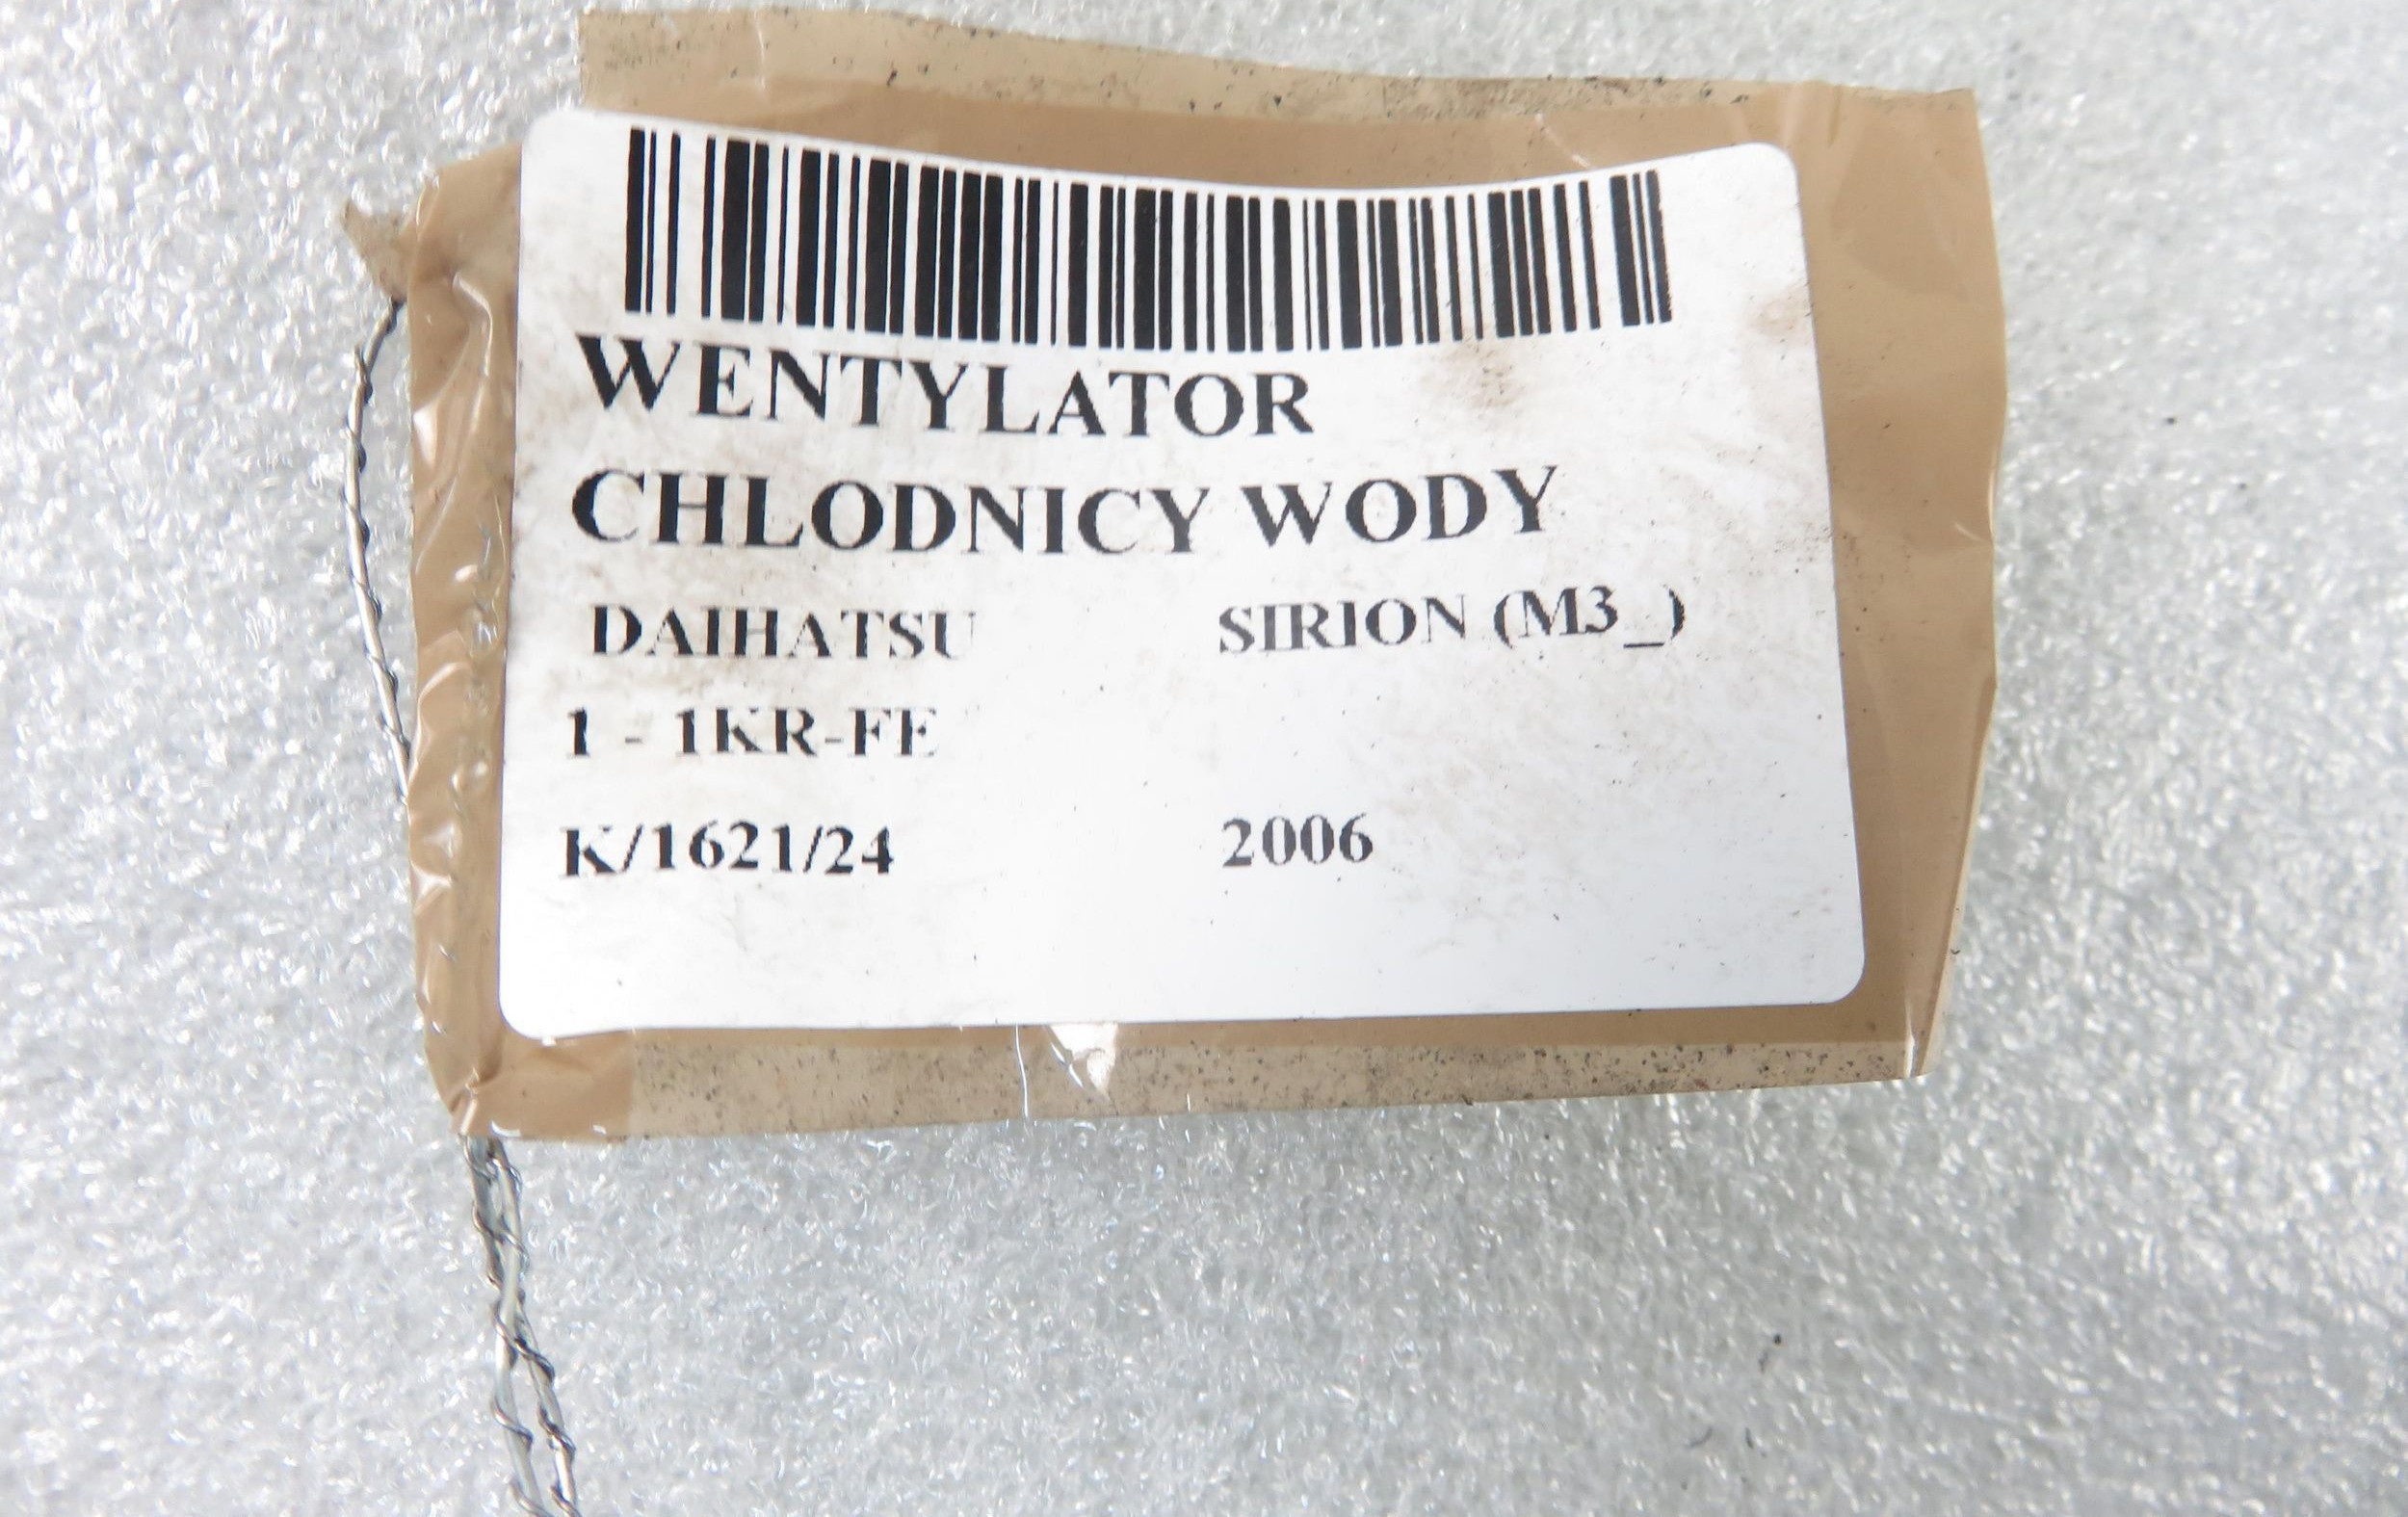 WENTYLATOR
CHLODNICY WODY
DAIHATSU SIRION (M3_)
1 - 1KR-FE
K/1621/24 2006